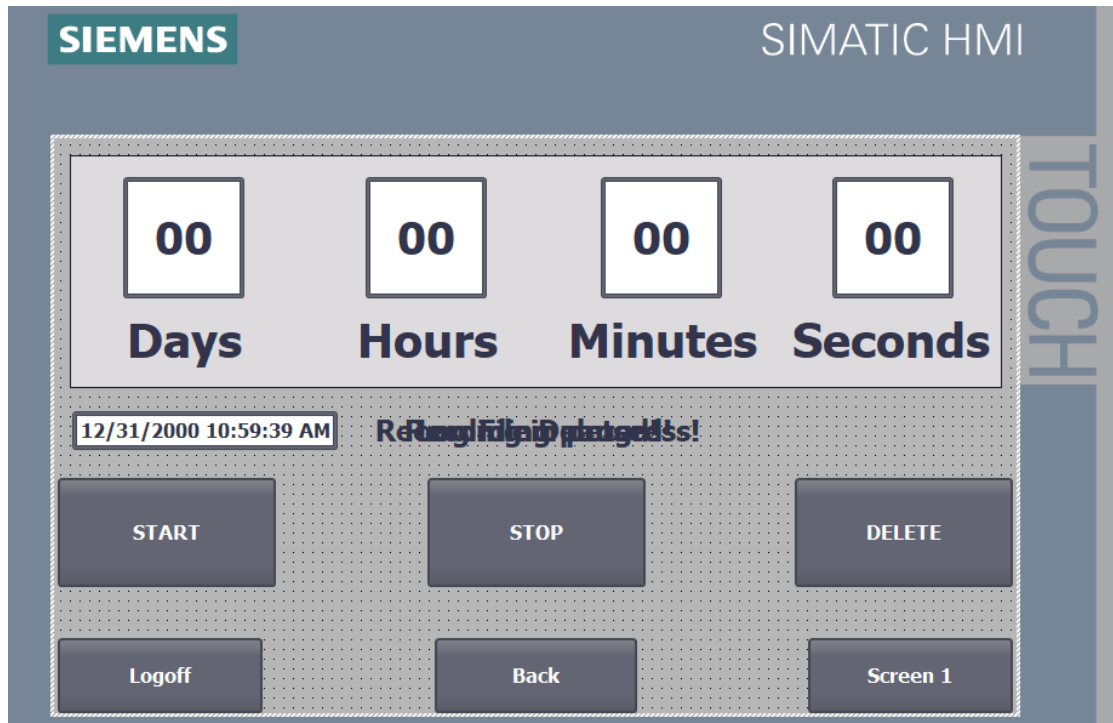 SIEMENS
SIMATIC HMI
TOUCH
00 00 00 00
Days Hours Minutes Seconds
12/31/2000 10:59:39 AM
START STOP DELETE
Logoff Back Screen 1